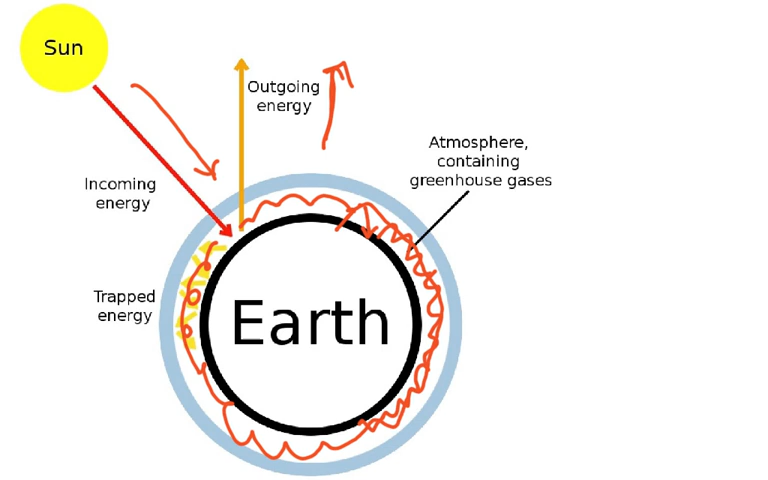 Sun
Outgoing
energy
Atmosphere,
containing
greenhouse gases
Incoming
energy
Trapped
energy
Earth